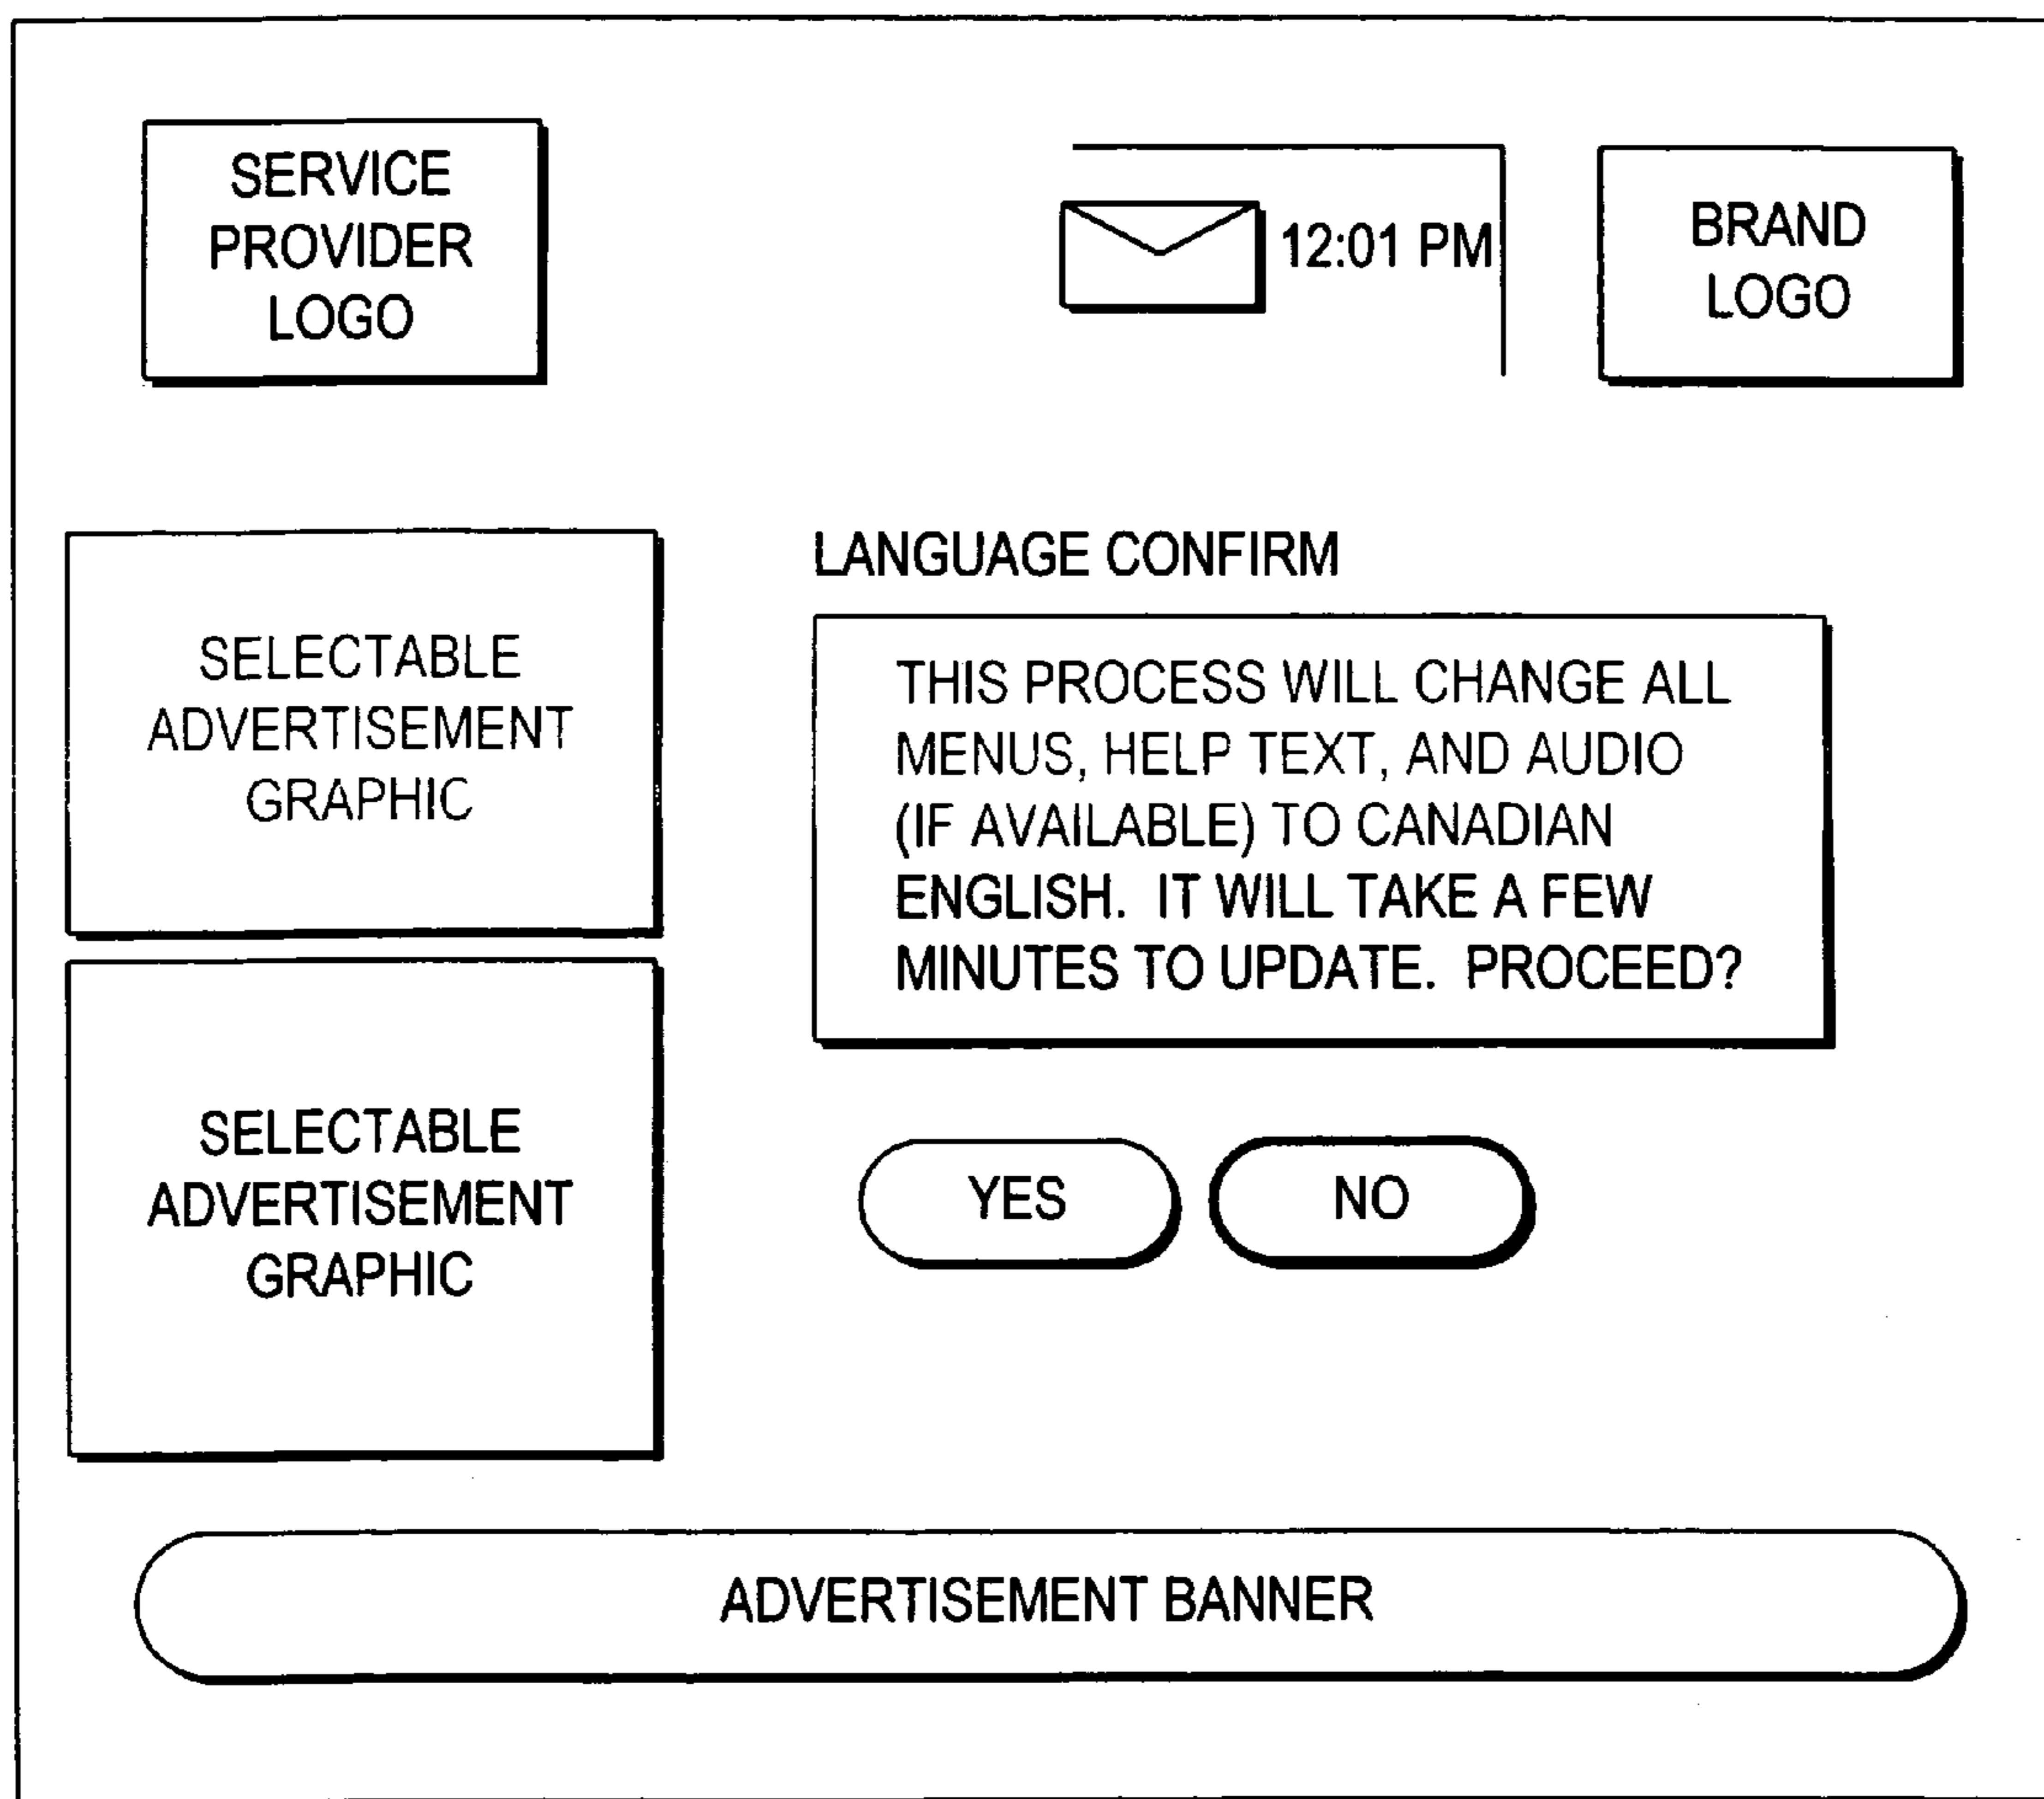 SERVICE
PROVIDER
LOGO
12:01 PM
BRAND
LOGO
SELECTABLE
ADVERTISEMENT
GRAPHIC
SELECTABLE
ADVERTISEMENT
GRAPHIC
LANGUAGE CONFIRM
THIS PROCESS WILL CHANGE ALL
MENUS, HELP TEXT, AND AUDIO
(IF AVAILABLE) TO CANADIAN
ENGLISH.  IT WILL TAKE A FEW
MINUTES TO UPDATE.  PROCEED?
YES
NO
ADVERTISEMENT BANNER